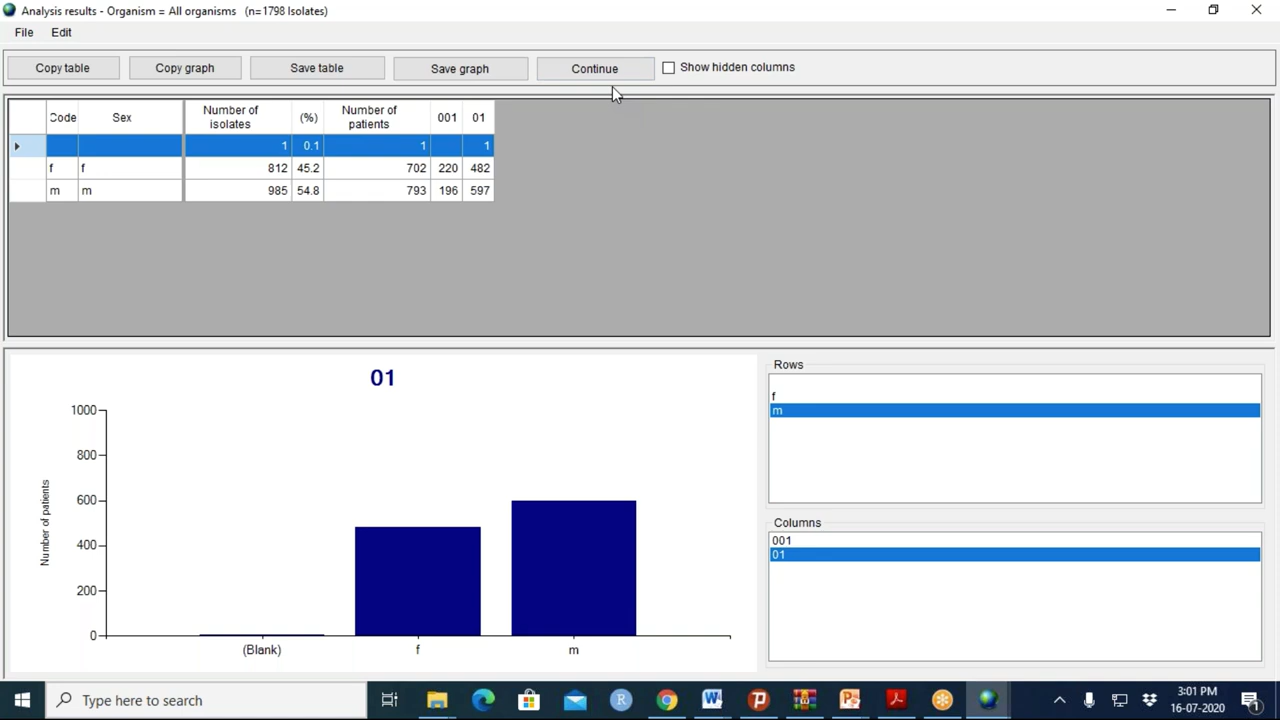 Analysis results - Organism = All organisms (n=1798 Isolates)
File Edit
Copy table Copy graph Save table Save graph Continue Show hidden columns
Code Sex Number of isolates (%) Number of patients 001 01
1 0.1 1 1
f f 812 45.2 702 220 482
m m 985 54.8 793 196 597
01
1000
800
600
400
200
0
Number of patients
(Blank) f m
Rows
f
m
Columns
001
01
Type here to search
R
W
P
P
3:01 PM
16-07-2020
1